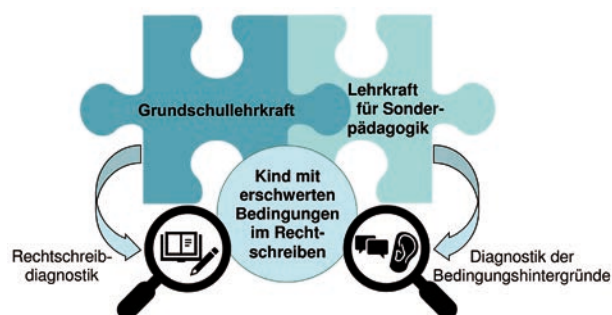 Grundschullehrkraft
Lehrkraft
für Sonder-
pädagogik
Kind mit
erschwerten
Bedingungen
im Recht-
schreiben
Rechtschreib-
diagnostik
Diagnostik der
Bedingungshintergründe